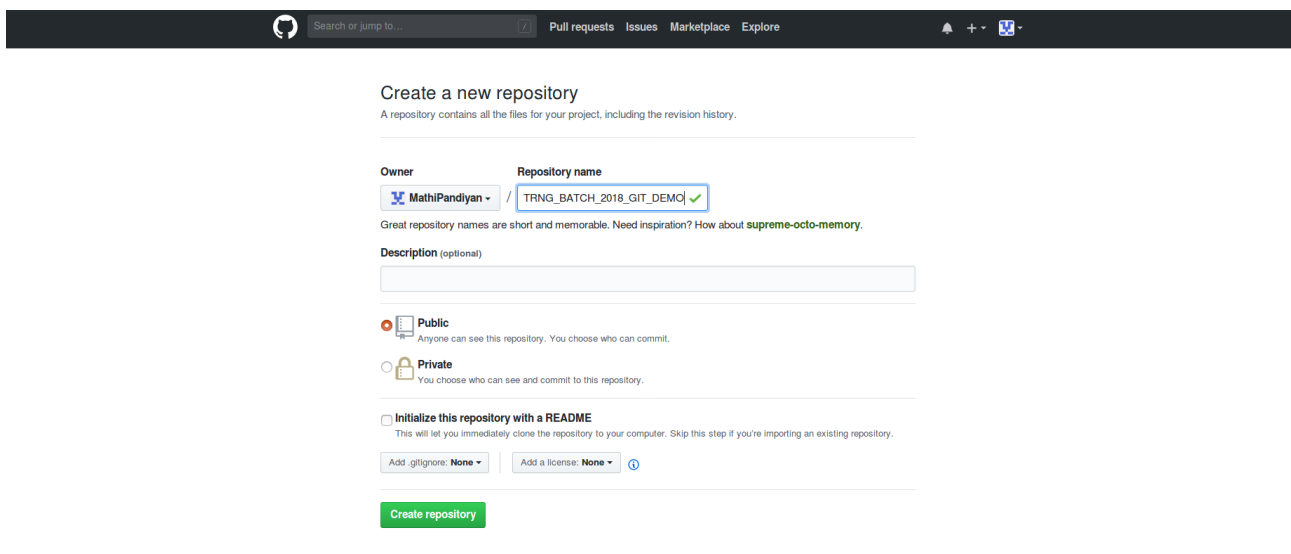 Search or jump to... / Pull requests Issues Marketplace Explore
Create a new repository
A repository contains all the files for your project, including the revision history.
Owner Repository name
MathiPandiyan / TRNG_BATCH_2018_GIT_DEMO
Great repository names are short and memorable. Need inspiration? How about supreme-octo-memory.
Description (optional)
Public
Anyone can see this repository. You choose who can commit.
Private
You choose who can see and commit to this repository.
Initialize this repository with a README
This will let you immediately clone the repository to your computer. Skip this step if you're importing an existing repository.
Add .gitignore: None Add a license: None
Create repository